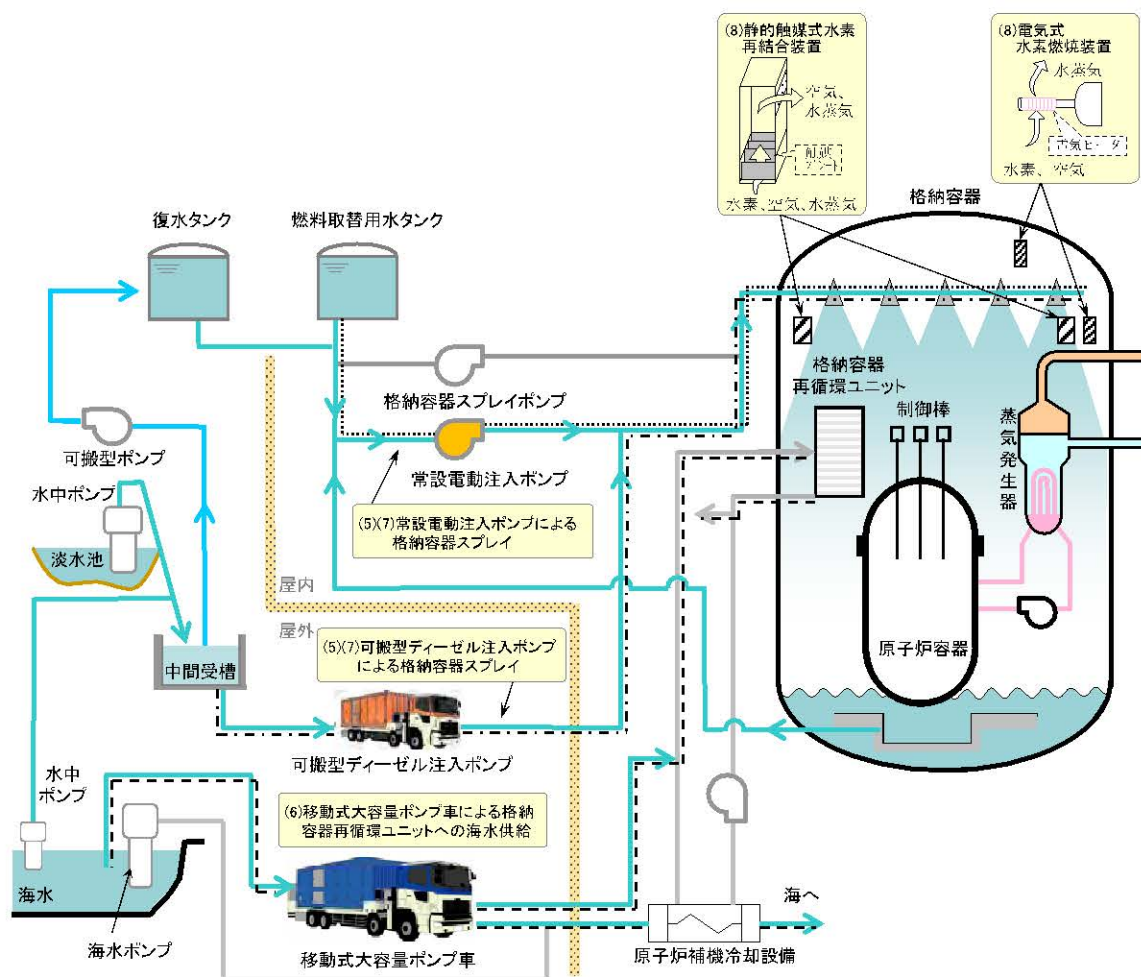 (8)静的触媒式水素
再結合装置
空気、
水蒸気
水素、空気、水蒸気
(8)電気式
水素燃焼装置
水蒸気
電気ヒータ
水素、空気
格納容器
復水タンク
燃料取替用水タンク
格納容器スプレイポンプ
可搬型ポンプ
常設電動注入ポンプ
水中ポンプ
(5)(7)常設電動注入ポンプによる
格納容器スプレイ
淡水池
格納容器
再循環ユニット
制御棒
蒸気発生器
屋内
屋外
原子炉容器
中間受槽
(5)(7)可搬型ディーゼル注入ポンプ
による格納容器スプレイ
可搬型ディーゼル注入ポンプ
水中
ポンプ
(6)移動式大容量ポンプ車による格納
容器再循環ユニットへの海水供給
海水
海水ポンプ
移動式大容量ポンプ車
海へ
原子炉補機冷却設備